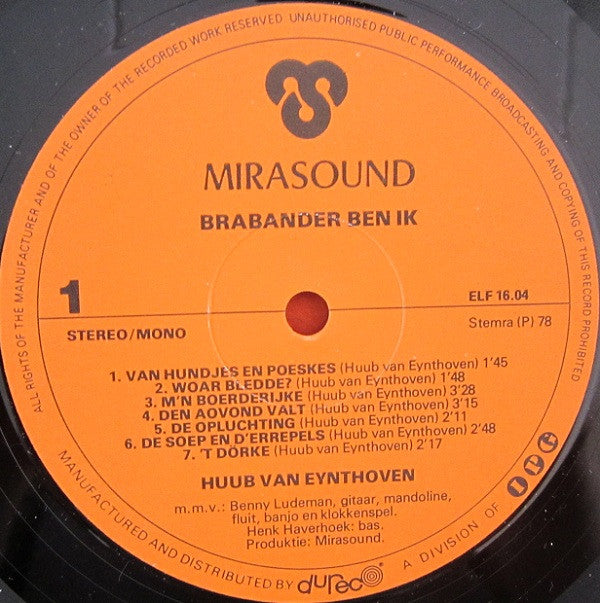 ALL RIGHTS OF THE MANUFACTURER AND OF THE OWNER OF THE RECORDED WORK RESERVED UNAUTHORISED PUBLIC PERFORMANCE BROADCASTING AND COPYING OF THIS RECORD PROHIBITED
MIRASOUND
BRABANDER BEN IK
1
ELF 16.04
STEREO/MONO
Stemra (P) 78
1. VAN HUNDJES EN POESKES (Huub van Eynthoven) 1'45
2. WOAR BLEDDE? (Huub van Eynthoven) 1'48
3. M'N BOERDERIJKE (Huub van Eynthoven) 3'28
4. DEN AOVOND VALT (Huub van Eynthoven) 3'15
5. DE OPLUCHTING (Huub van Eynthoven) 2'11
6. DE SOEP EN D'ERREPELS (Huub van Eynthoven) 2'48
7. 'T DÖRKE (Huub van Eynthoven) 2'17
HUUB VAN EYNTHOVEN
m.m.v.: Benny Ludeman, gitaar, mandoline,
fluit, banjo en klokkenspel.
Henk Haverhoek: bas.
Produktie: Mirasound.
MANUFACTURED AND DISTRIBUTED BY dureco A DIVISION OF